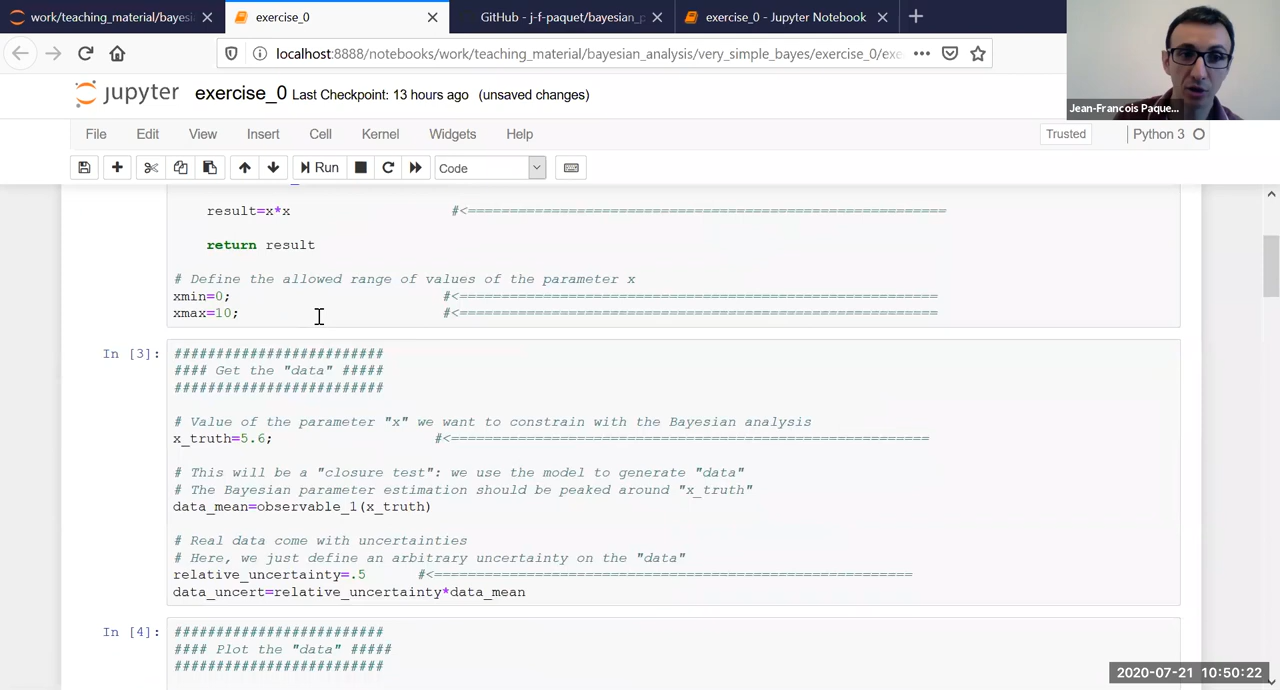 work/teaching_material/bayesi
exercise_0
GitHub - j-f-paquet/bayesian_p
exercise_0 - Jupyter Notebook
localhost:8888/notebooks/work/teaching_material/bayesian_analysis/very_simple_bayes/exercise_0/exe
Jean-Francois Paque...
jupyter exercise_0 Last Checkpoint: 13 hours ago (unsaved changes)
File Edit View Insert Cell Kernel Widgets Help
Trusted Python 3
Run Code
result=x*x #<=========================================================
return result
# Define the allowed range of values of the parameter x
xmin=0; #<=========================================================
xmax=10; #<=========================================================
In [3]: #########################
#### Get the "data" #####
#########################
# Value of the parameter "x" we want to constrain with the Bayesian analysis
x_truth=5.6; #<=========================================================
# This will be a "closure test": we use the model to generate "data"
# The Bayesian parameter estimation should be peaked around "x_truth"
data_mean=observable_1(x_truth)
# Real data come with uncertainties
# Here, we just define an arbitrary uncertainty on the "data"
relative_uncertainty=.5 #<=========================================================
data_uncert=relative_uncertainty*data_mean
In [4]: #########################
#### Plot the "data" #####
#########################
2020-07-21 10:50:22